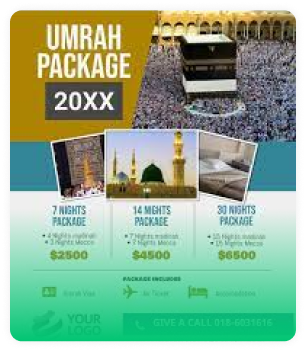 UMRAH
PACKAGE
20XX
7 NIGHTS
PACKAGE
• 4 Nights madinah
• 3 Nights Mecca
$2500
14 NIGHTS
PACKAGE
• 7 Nights madinah
• 7 Nights Mecca
$4500
30 NIGHTS
PACKAGE
• 15 Nights madinah
• 15 Nights Mecca
$6500
PACKAGE INCLUDES
Air Ticket
Accomodation
YOUR
LOGO
GIVE A CALL